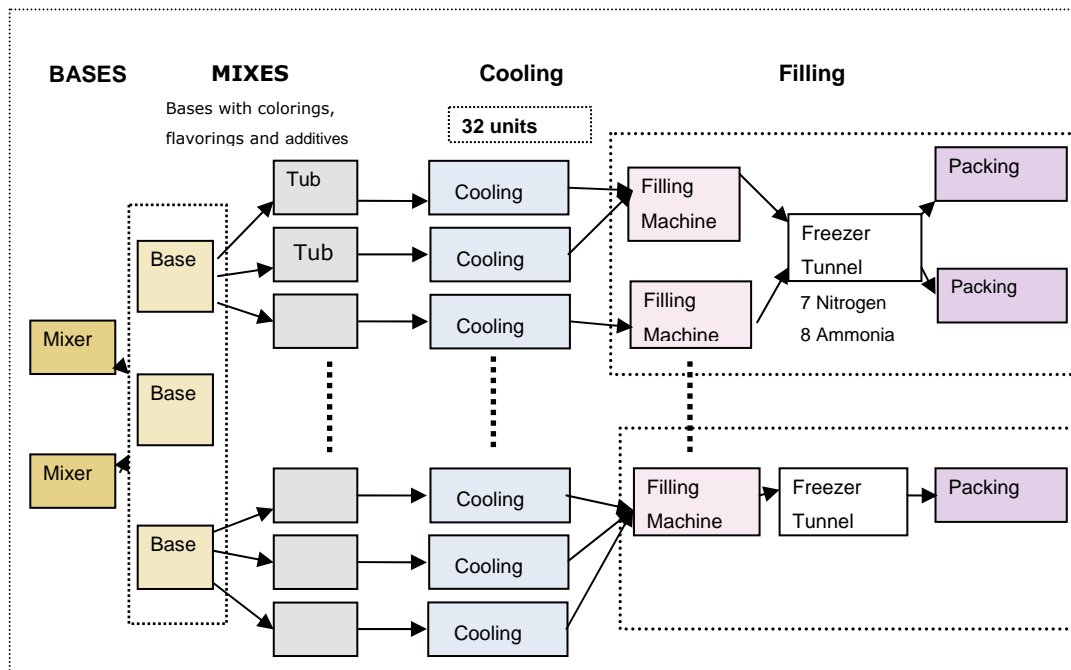 BASES
MIXES
Cooling
Filling
Bases with colorings,
flavorings and additives
32 units
Tub
Cooling
Filling
Machine
Packing
Base
Tub
Cooling
Freezer
Tunnel
Packing
7 Nitrogen
8 Ammonia
Cooling
Filling
Machine
Mixer
Base
Mixer
Cooling
Filling
Machine
Freezer
Tunnel
Packing
Base
Cooling
Cooling